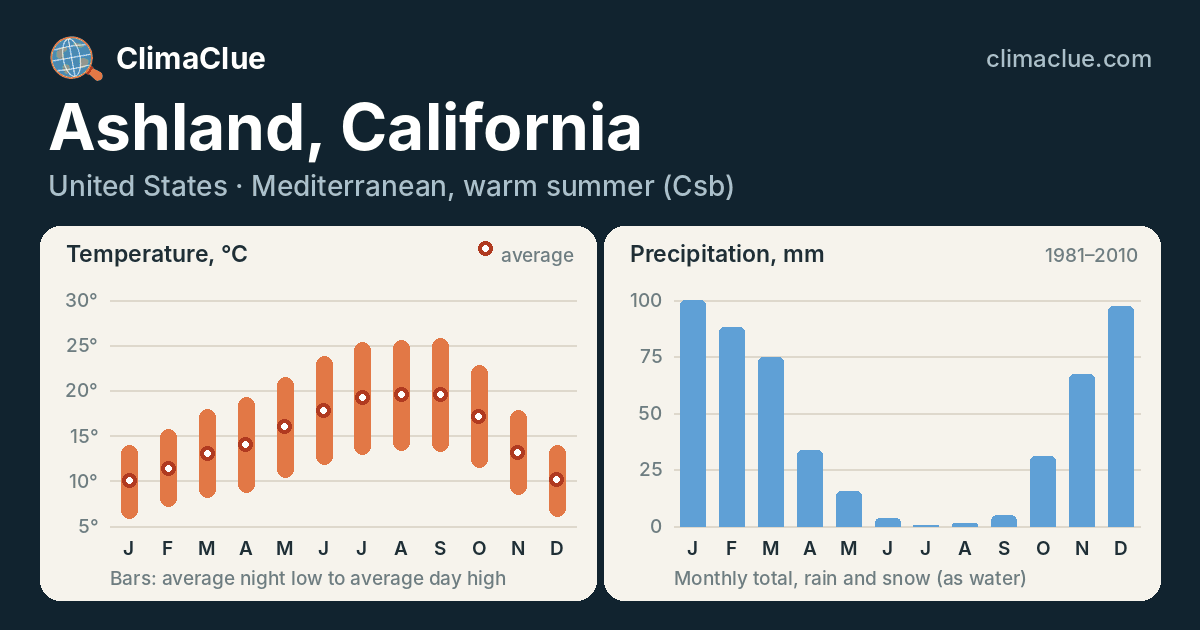 ClimaClue
climaclue.com
Ashland, California
United States · Mediterranean, warm summer (Csb)
Temperature, °C
average
30°
25°
20°
15°
10°
5°
J F M A M J J A S O N D
Bars: average night low to average day high
Precipitation, mm
1981–2010
100
75
50
25
0
J F M A M J J A S O N D
Monthly total, rain and snow (as water)